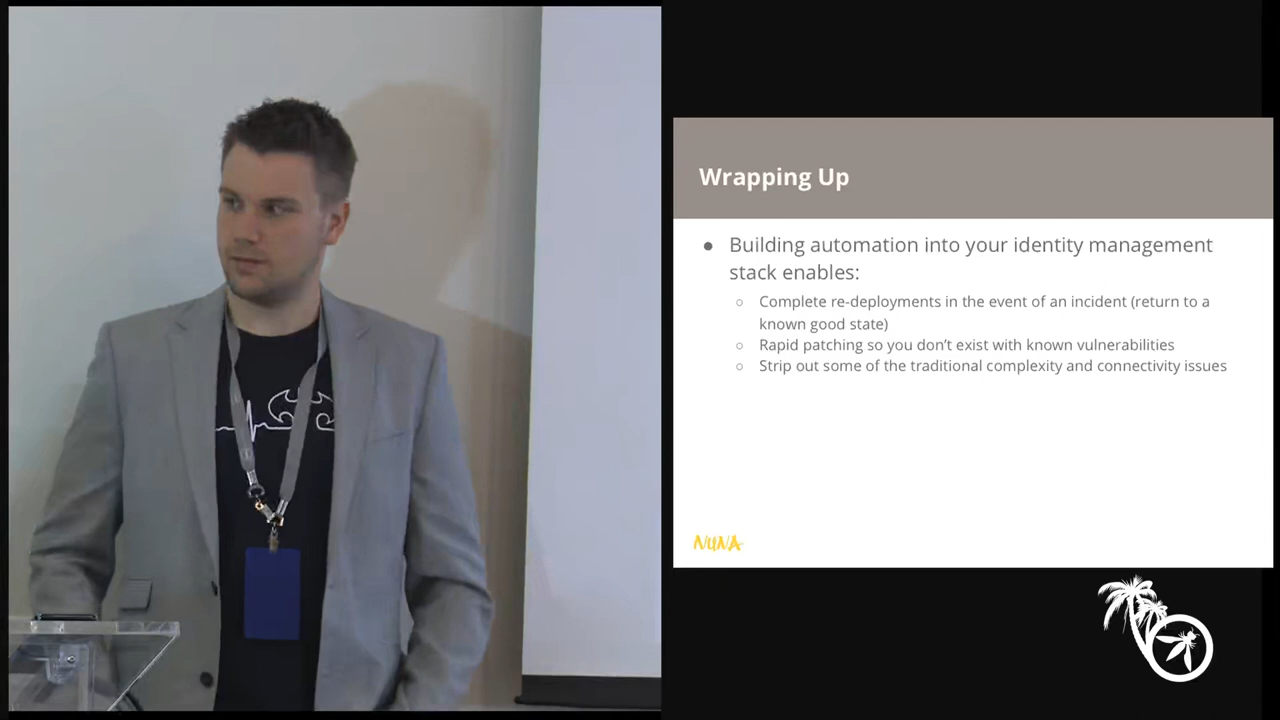 Wrapping Up
● Building automation into your identity management
stack enables:
○ Complete re-deployments in the event of an incident (return to a
known good state)
○ Rapid patching so you don’t exist with known vulnerabilities
○ Strip out some of the traditional complexity and connectivity issues
NUNA